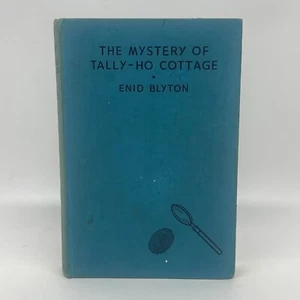 THE MYSTERY OF
TALLY-HO COTTAGE
•
ENID BLYTON